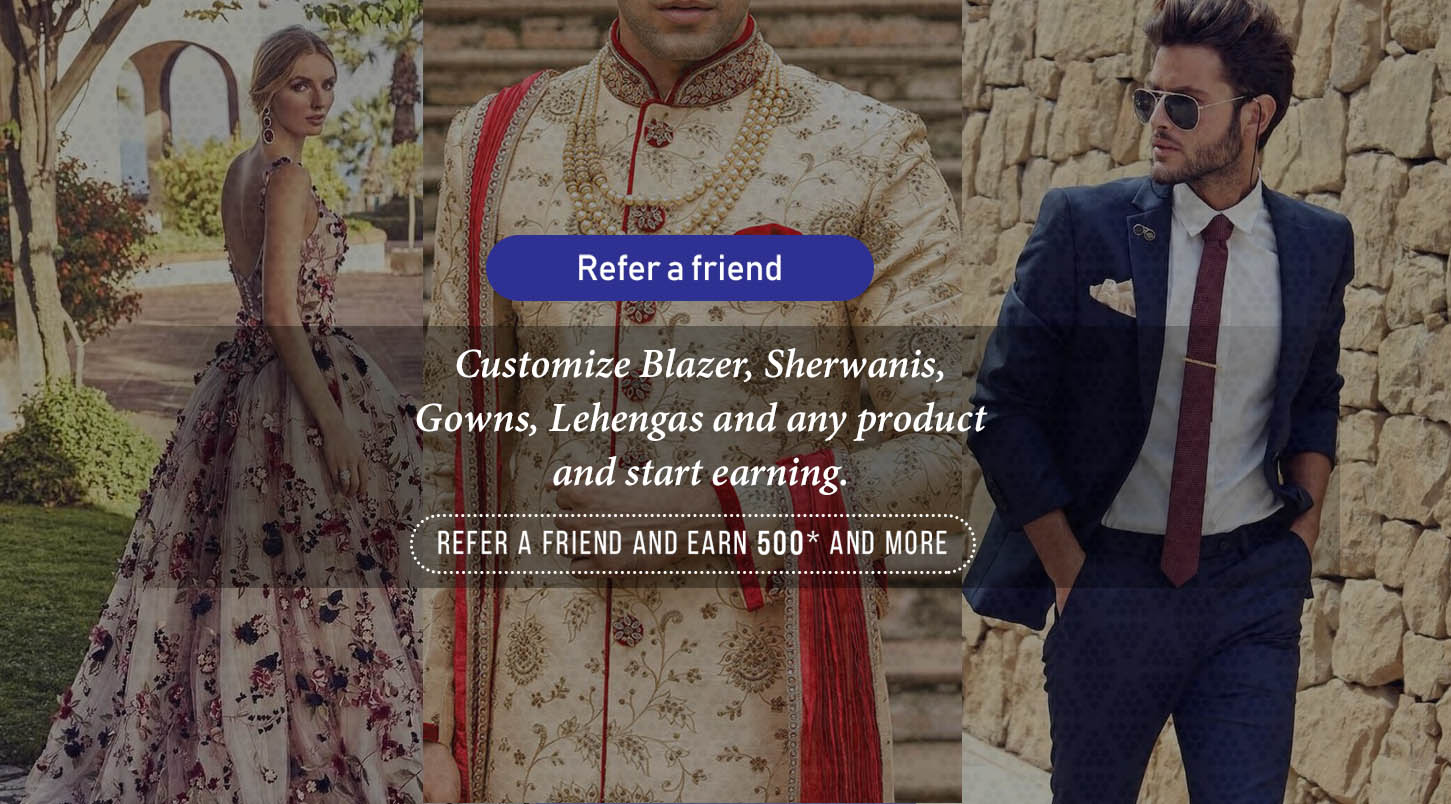 Refer a friend
Customize Blazer, Sherwanis,
Gowns, Lehengas and any product
and start earning.
REFER A FRIEND AND EARN 500* AND MORE